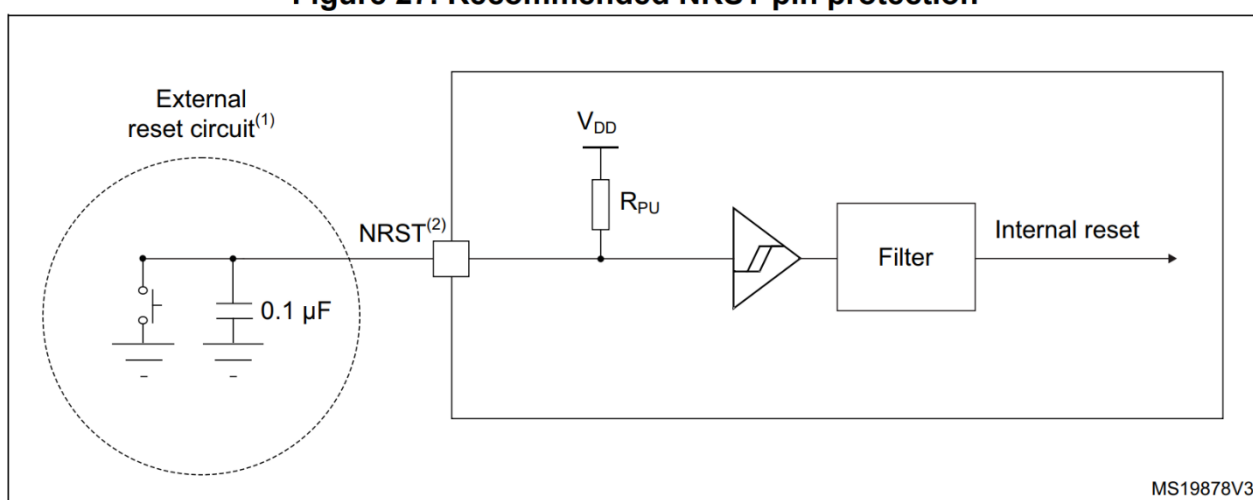 Figure 27. Recommended NRST pin protection
External
reset circuit(1)
VDD
RPU
NRST(2)
Internal reset
Filter
0.1 µF
MS19878V3